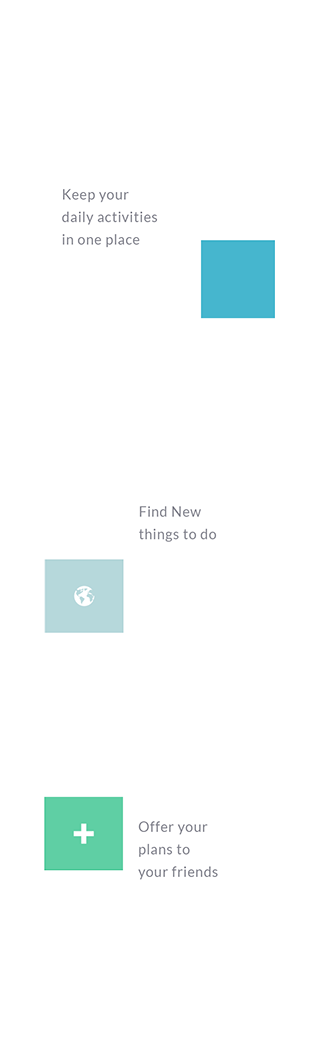 Keep your
daily activities
in one place
Find New
things to do
Offer your
plans to
your friends